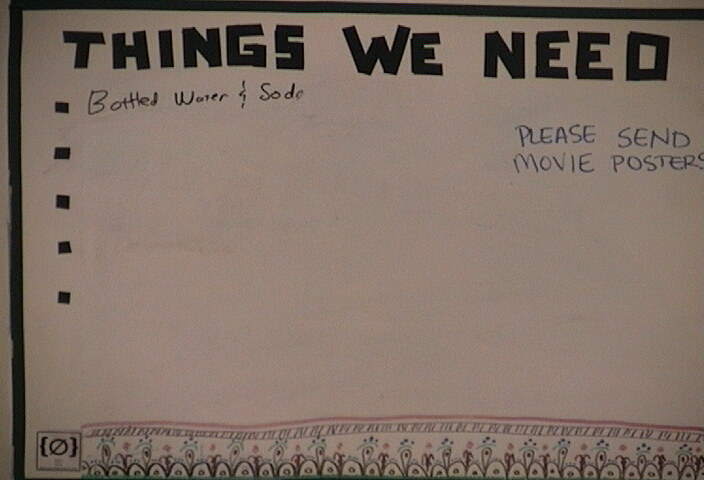 THINGS WE NEED
Bottled Water & Soda
PLEASE SEND
MOVIE POSTERS
{Ø}